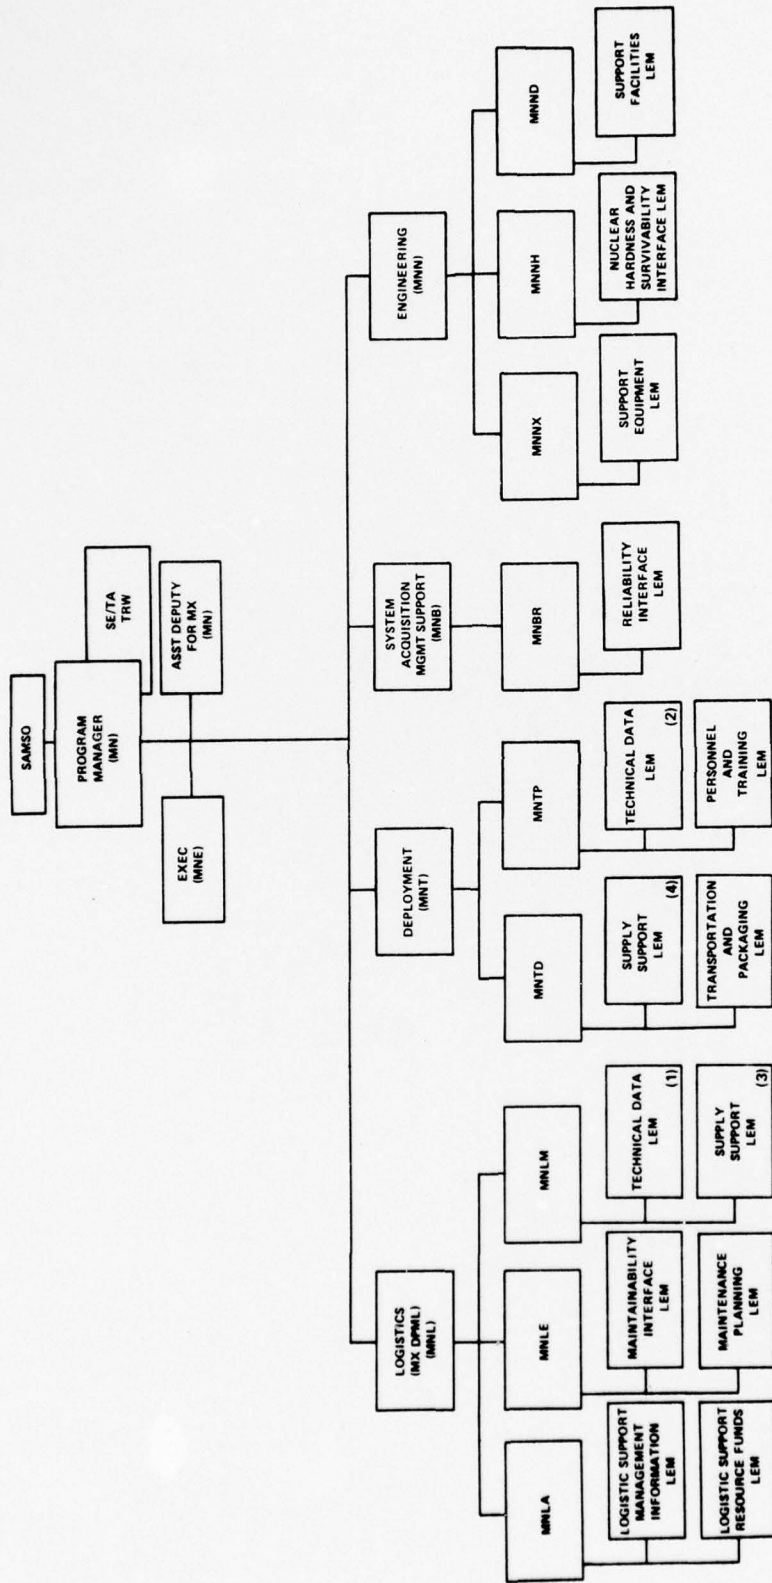 SAMSO
PROGRAM
MANAGER
(MN)
SE/TA
TRW
EXEC
(MNE)
ASST DEPUTY
FOR MX
(MN)
LOGISTICS
(MX DPML)
(MNL)
DEPLOYMENT
(MNT)
SYSTEM
ACQUISITION
MGMT SUPPORT
(MNB)
ENGINEERING
(MNN)
MNLA
MNLE
MNLM
MNTD
MNTP
MNBR
MNNX
MNNH
MNND
LOGISTIC SUPPORT
MANAGEMENT
INFORMATION
LEM
MAINTAINABILITY
INTERFACE
LEM
TECHNICAL DATA
LEM
(1)
SUPPLY
SUPPORT
LEM
(4)
TECHNICAL DATA
LEM
(2)
RELIABILITY
INTERFACE
LEM
SUPPORT
EQUIPMENT
LEM
NUCLEAR
HARDNESS AND
SURVIVABILITY
INTERFACE LEM
SUPPORT
FACILITIES
LEM
LOGISTIC SUPPORT
RESOURCE FUNDS
LEM
MAINTENANCE
PLANNING
LEM
SUPPLY
SUPPORT
LEM
(3)
TRANSPORTATION
AND
PACKAGING
LEM
PERSONNEL
AND
TRAINING
LEM